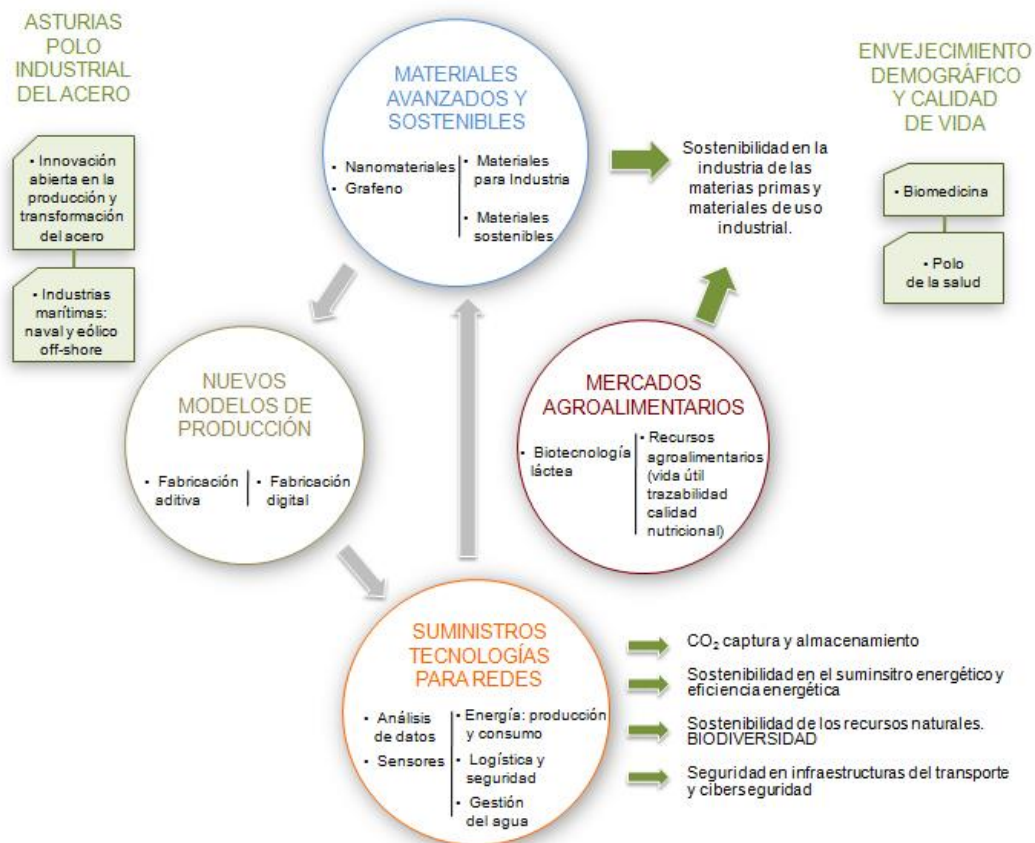 ASTURIAS
POLO
INDUSTRIAL
DEL ACERO
• Innovación
abierta en la
producción y
transformación
del acero
• Industrias
marítimas:
naval y eólico
off-shore
MATERIALES
AVANZADOS Y
SOSTENIBLES
• Nanomateriales
• Grafeno
• Materiales
para Industria
• Materiales
sostenibles
Sostenibilidad en la
industria de las
materias primas y
materiales de uso
industrial.
ENVEJECIMIENTO
DEMOGRÁFICO
Y CALIDAD
DE VIDA
• Biomedicina
• Polo
de la salud
NUEVOS
MODELOS DE
PRODUCCIÓN
• Fabricación
aditiva
• Fabricación
digital
MERCADOS
AGROALIMENTARIOS
• Biotecnología
láctea
• Recursos
agroalimentarios
(vida útil
trazabilidad
calidad
nutricional)
SUMINISTROS
TECNOLOGÍAS
PARA REDES
• Análisis
de datos
• Sensores
• Energía: producción
y consumo
• Logística y
seguridad
• Gestión
del agua
CO₂ captura y almacenamiento
Sostenibilidad en el suminsitro energético y
eficiencia energética
Sostenibilidad de los recursos naturales.
BIODIVERSIDAD
Seguridad en infraestructuras del transporte
y ciberseguridad